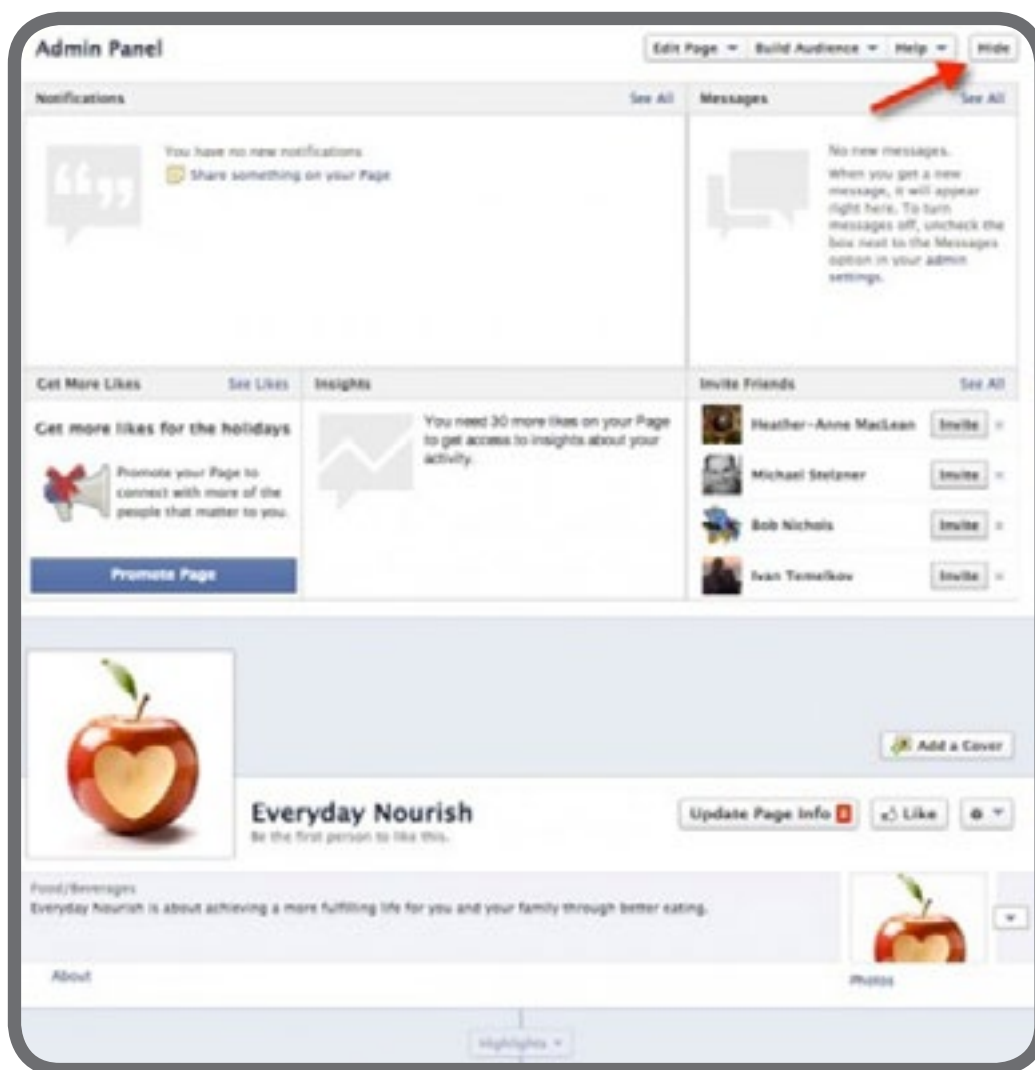 Admin Panel
Edit Page
Build Audience
Help
Hide
Notifications
See All
You have no new notifications
Share something on your Page
Messages
See All
No new messages.
When you get a new
message, it will appear
right here. To turn
messages off, uncheck the
box next to the Messages
option in your admin
settings.
Get More Likes
See Likes
Get more likes for the holidays
Promote your Page to
connect with more of the
people that matter to you.
Promote Page
Insights
You need 30 more likes on your Page
to get access to insights about your
activity.
Invite Friends
See All
Heather-Anne MacLean
Invite
Michael Stelzner
Invite
Bob Nichols
Invite
Ivan Temelkov
Invite
Add a Cover
Everyday Nourish
Be the first person to like this.
Update Page Info
Like
Food/Beverages
Everyday Nourish is about achieving a more fulfilling life for you and your family through better eating.
About
Photos
Highlights